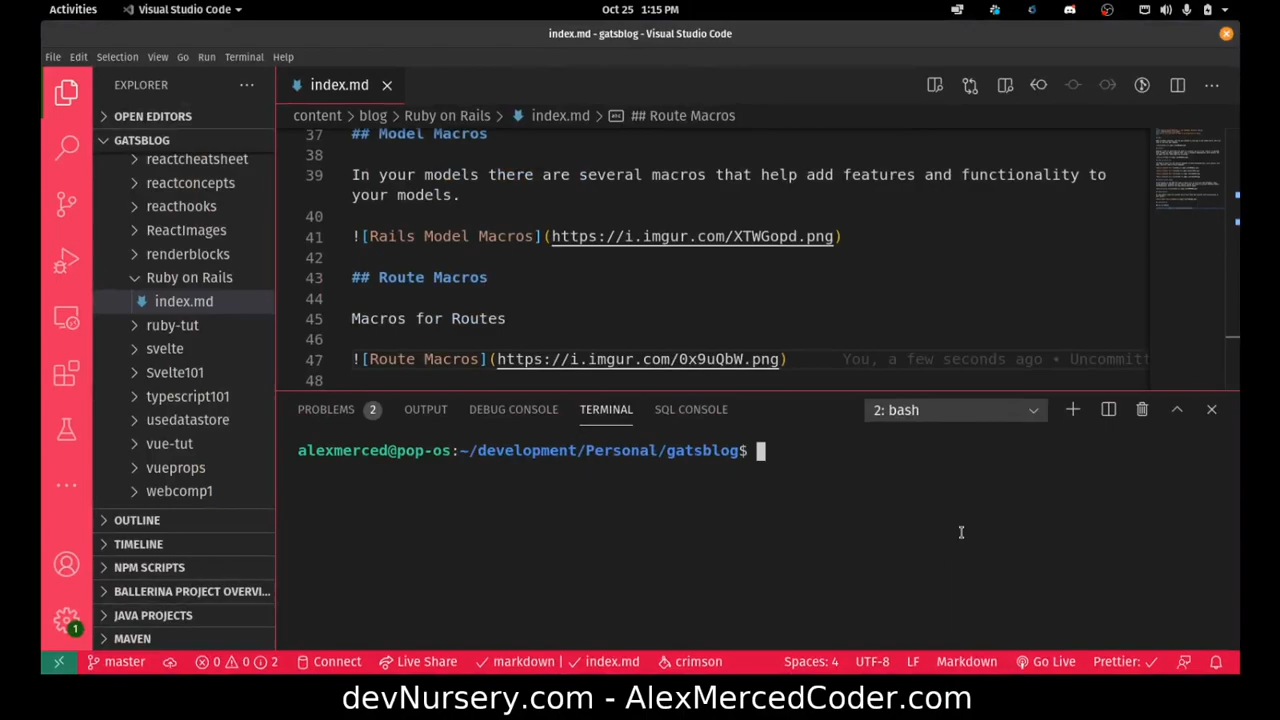 Activities
Visual Studio Code
Oct 25 1:15 PM
index.md - gatsblog - Visual Studio Code
File Edit Selection View Go Run Terminal Help
EXPLORER
OPEN EDITORS
GATSBLOG
reactcheatsheet
reactconcepts
reacthooks
ReactImages
renderblocks
Ruby on Rails
index.md
ruby-tut
svelte
Svelte101
typescript101
usedatastore
vue-tut
vueprops
webcomp1
OUTLINE
TIMELINE
NPM SCRIPTS
BALLERINA PROJECT OVERVI...
JAVA PROJECTS
MAVEN
1
index.md
content > blog > Ruby on Rails > index.md > ## Route Macros
37 ## Model Macros
38
39 In your models there are several macros that help add features and functionality to
your models.
40
41 ![Rails Model Macros](https://i.imgur.com/XTWGopd.png)
42
43 ## Route Macros
44
45 Macros for Routes
46
47 ![Route Macros](https://i.imgur.com/0x9uQbW.png) You, a few seconds ago • Uncommitt
48
PROBLEMS 2 OUTPUT DEBUG CONSOLE TERMINAL SQL CONSOLE 2: bash
alexmerced@pop-os:~/development/Personal/gatsblog$
master 0 0 2 Connect Live Share markdown | index.md crimson Spaces: 4 UTF-8 LF Markdown Go Live Prettier:
devNursery.com - AlexMercedCoder.com